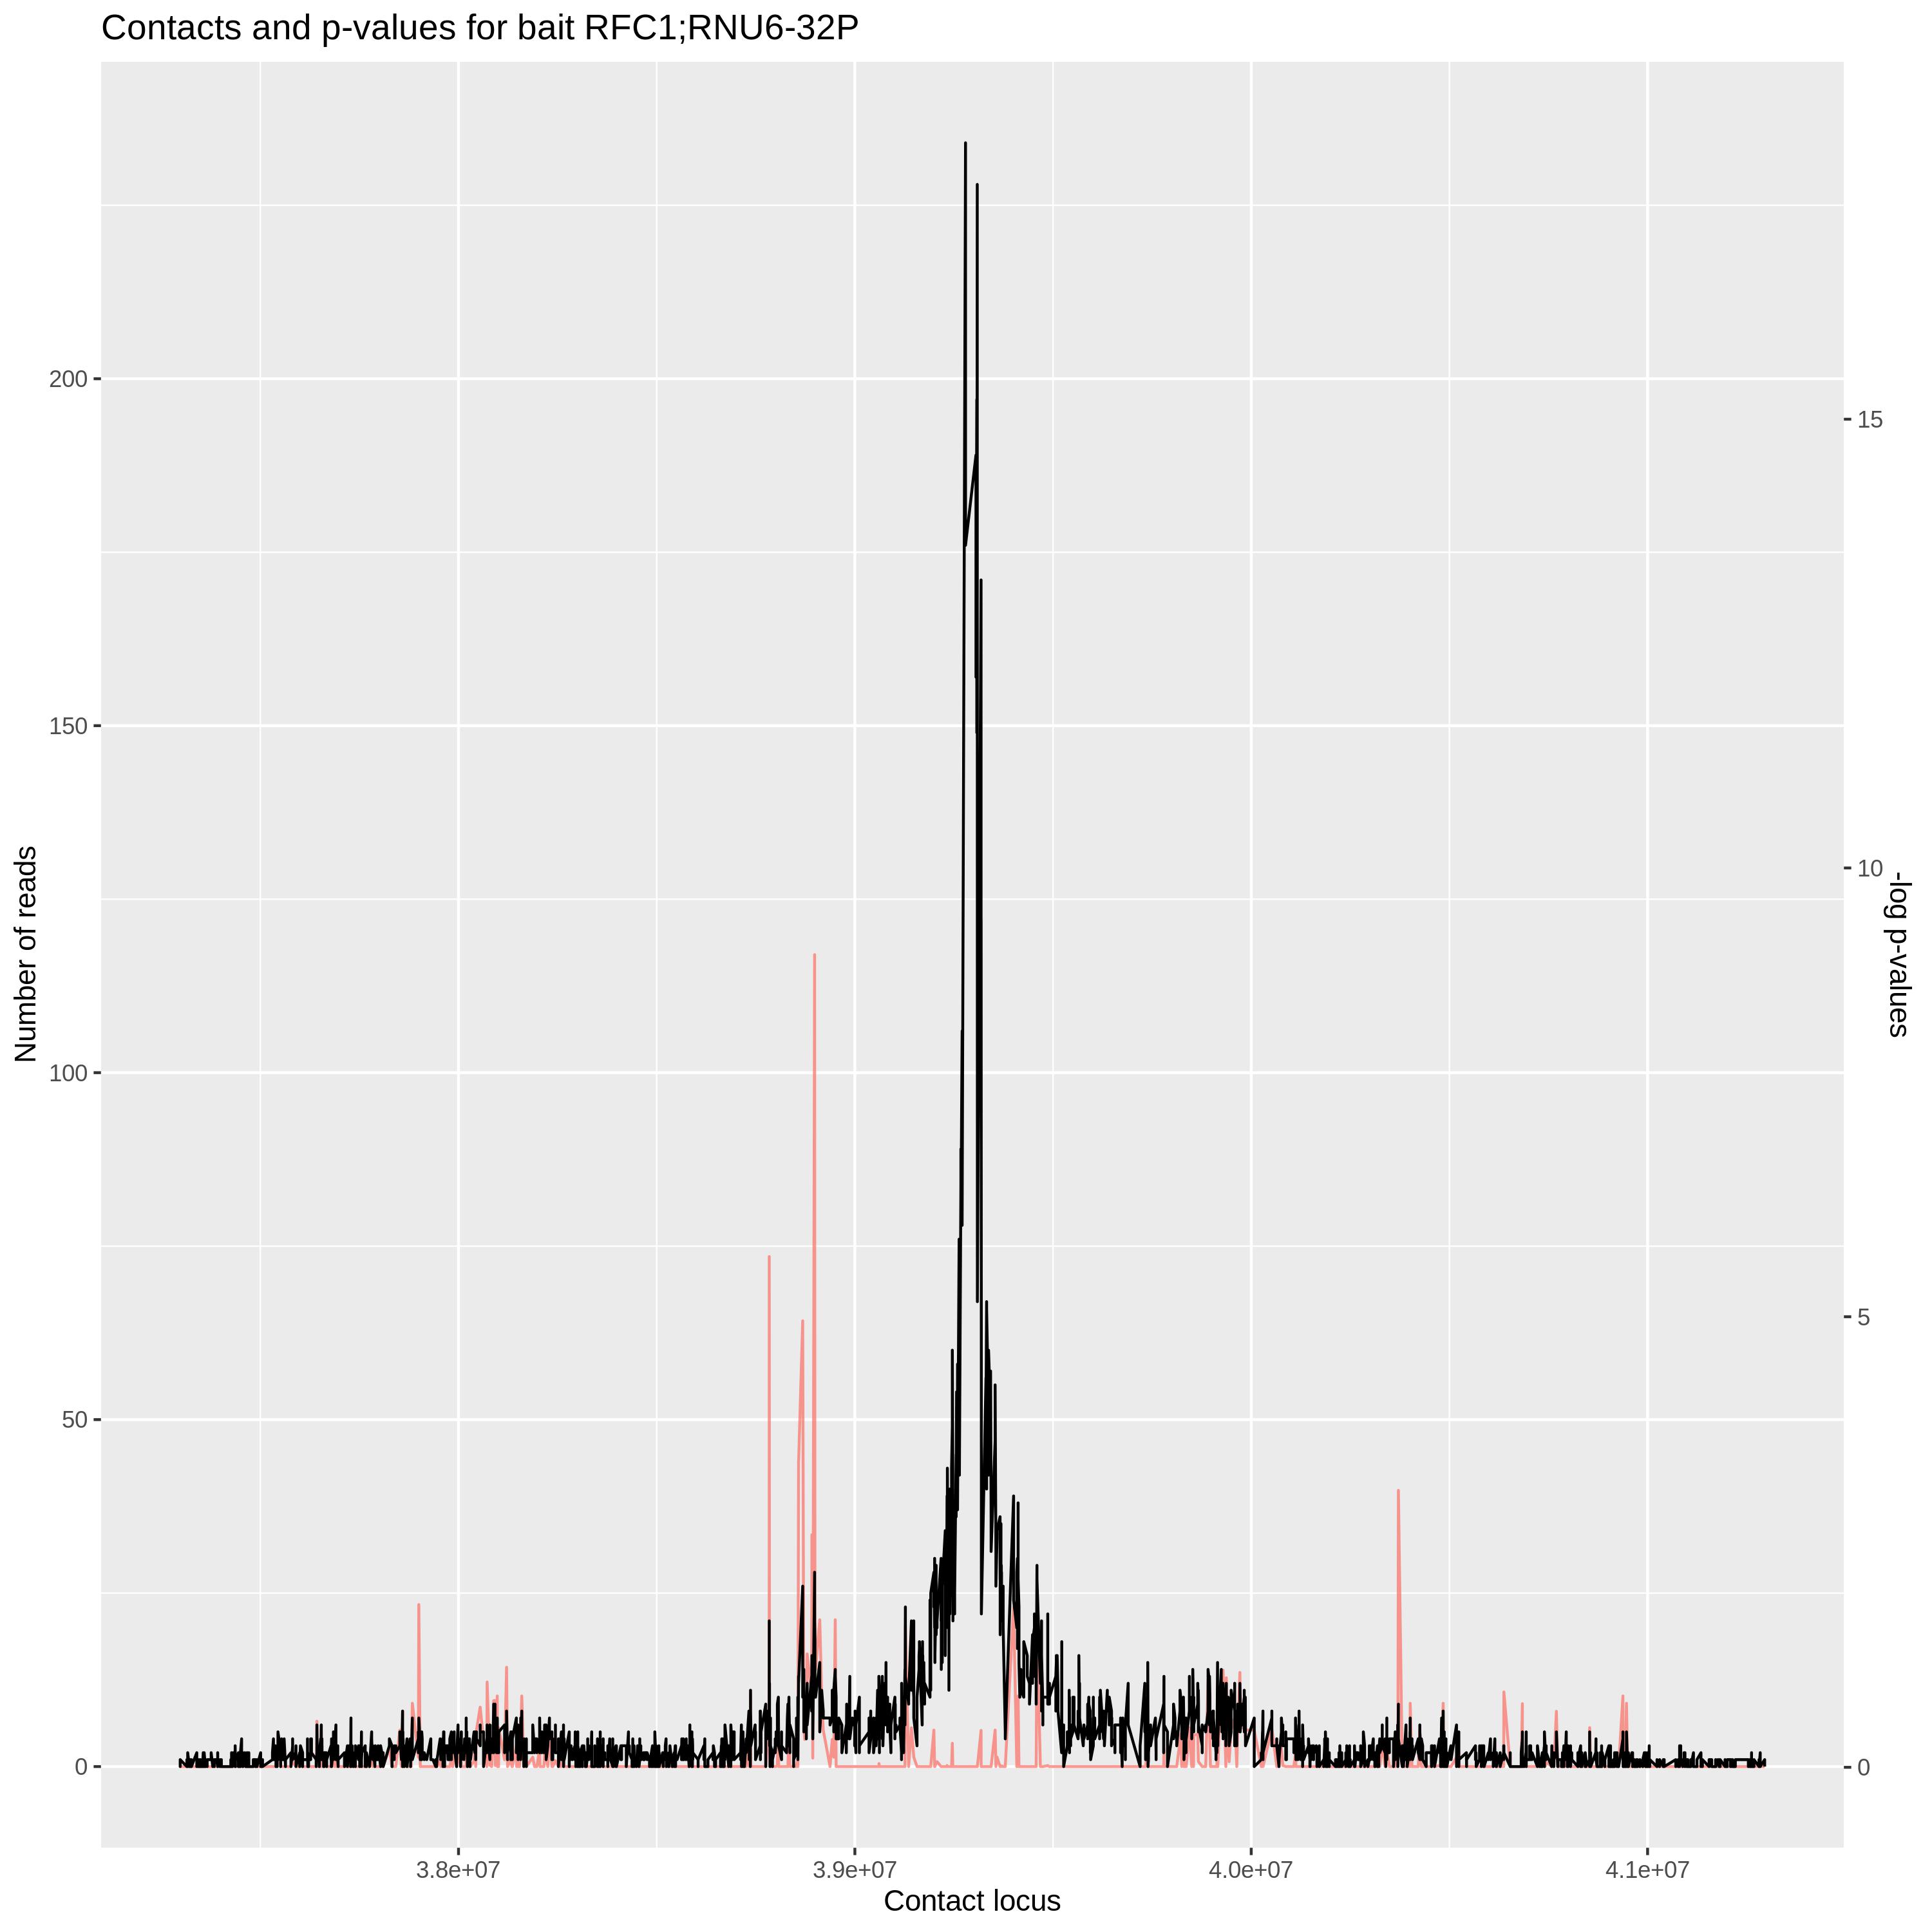 Contacts and p-values for bait RFC1;RNU6-32P
200
150
100
50
0
Number of reads
15
10
5
0
-log p-values
3.8e+07
3.9e+07
4.0e+07
4.1e+07
Contact locus